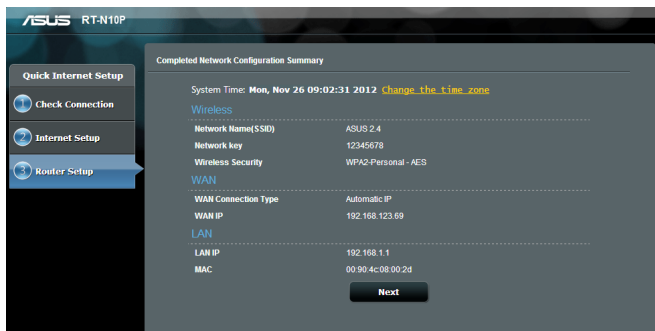 ASUS RT-N10P
Quick Internet Setup
1 Check Connection
2 Internet Setup
3 Router Setup
Completed Network Configuration Summary
System Time: Mon, Nov 26 09:02:31 2012 Change the time zone
Wireless
Network Name(SSID) ASUS 2.4
Network key 12345678
Wireless Security WPA2-Personal - AES
WAN
WAN Connection Type Automatic IP
WAN IP 192.168.123.69
LAN
LAN IP 192.168.1.1
MAC 00:90:4c:08:00:2d
Next